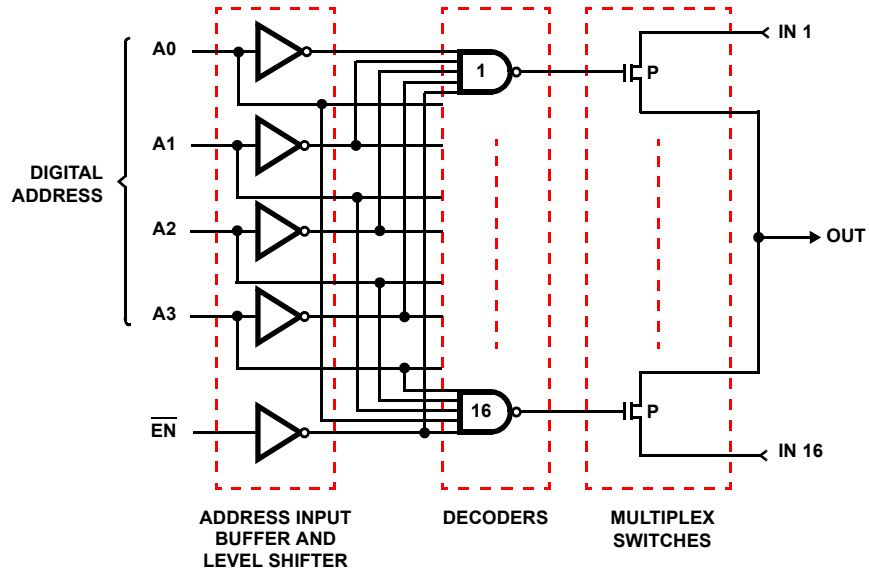 A0
A1
DIGITAL
ADDRESS
A2
A3
EN
1
16
P
P
IN 1
OUT
IN 16
ADDRESS INPUT
BUFFER AND
LEVEL SHIFTER
DECODERS
MULTIPLEX
SWITCHES